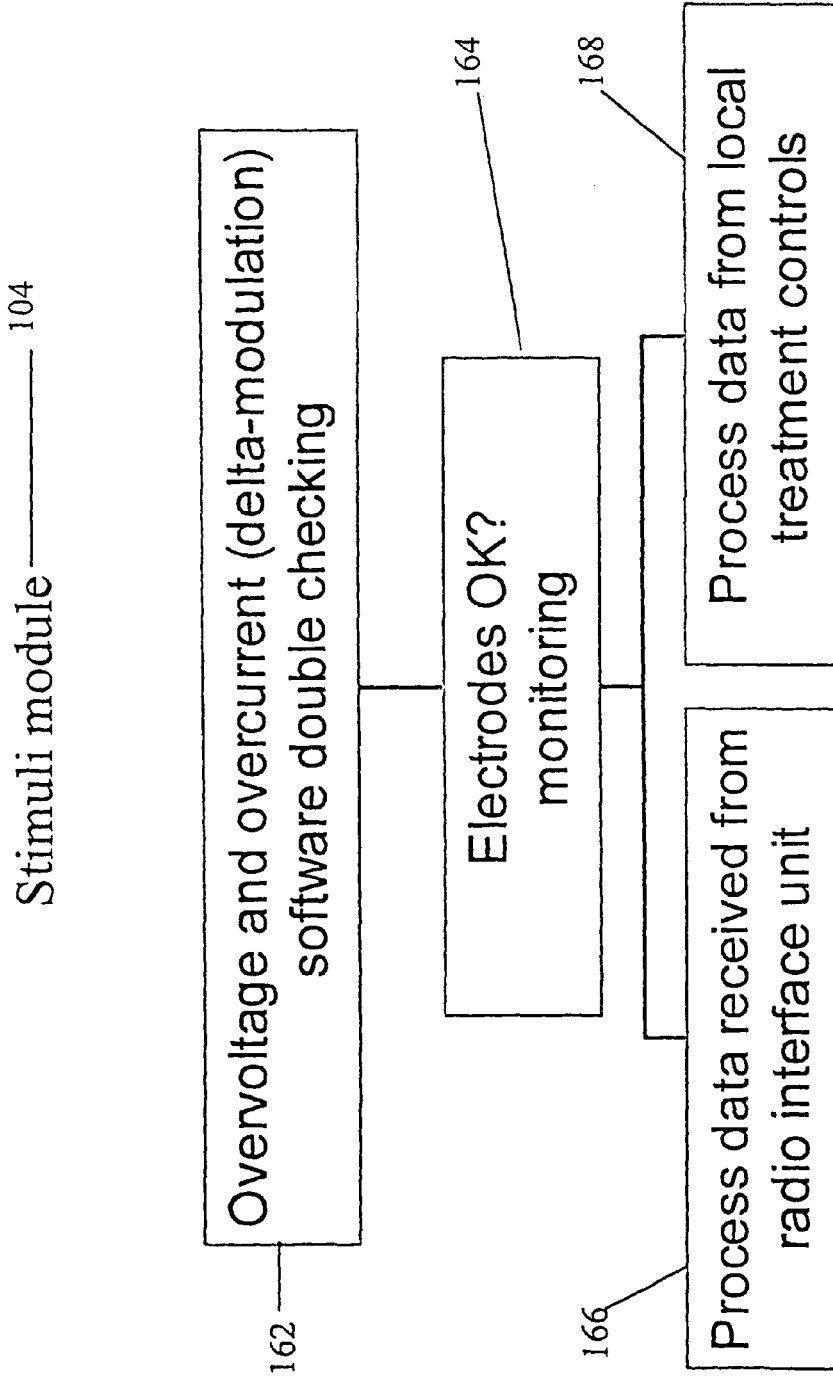 Stimuli module 104
162
Overvoltage and overcurrent (delta-modulation)
software double checking
164
Electrodes OK?
monitoring
166
Process data received from
radio interface unit
168
Process data from local
treatment controls